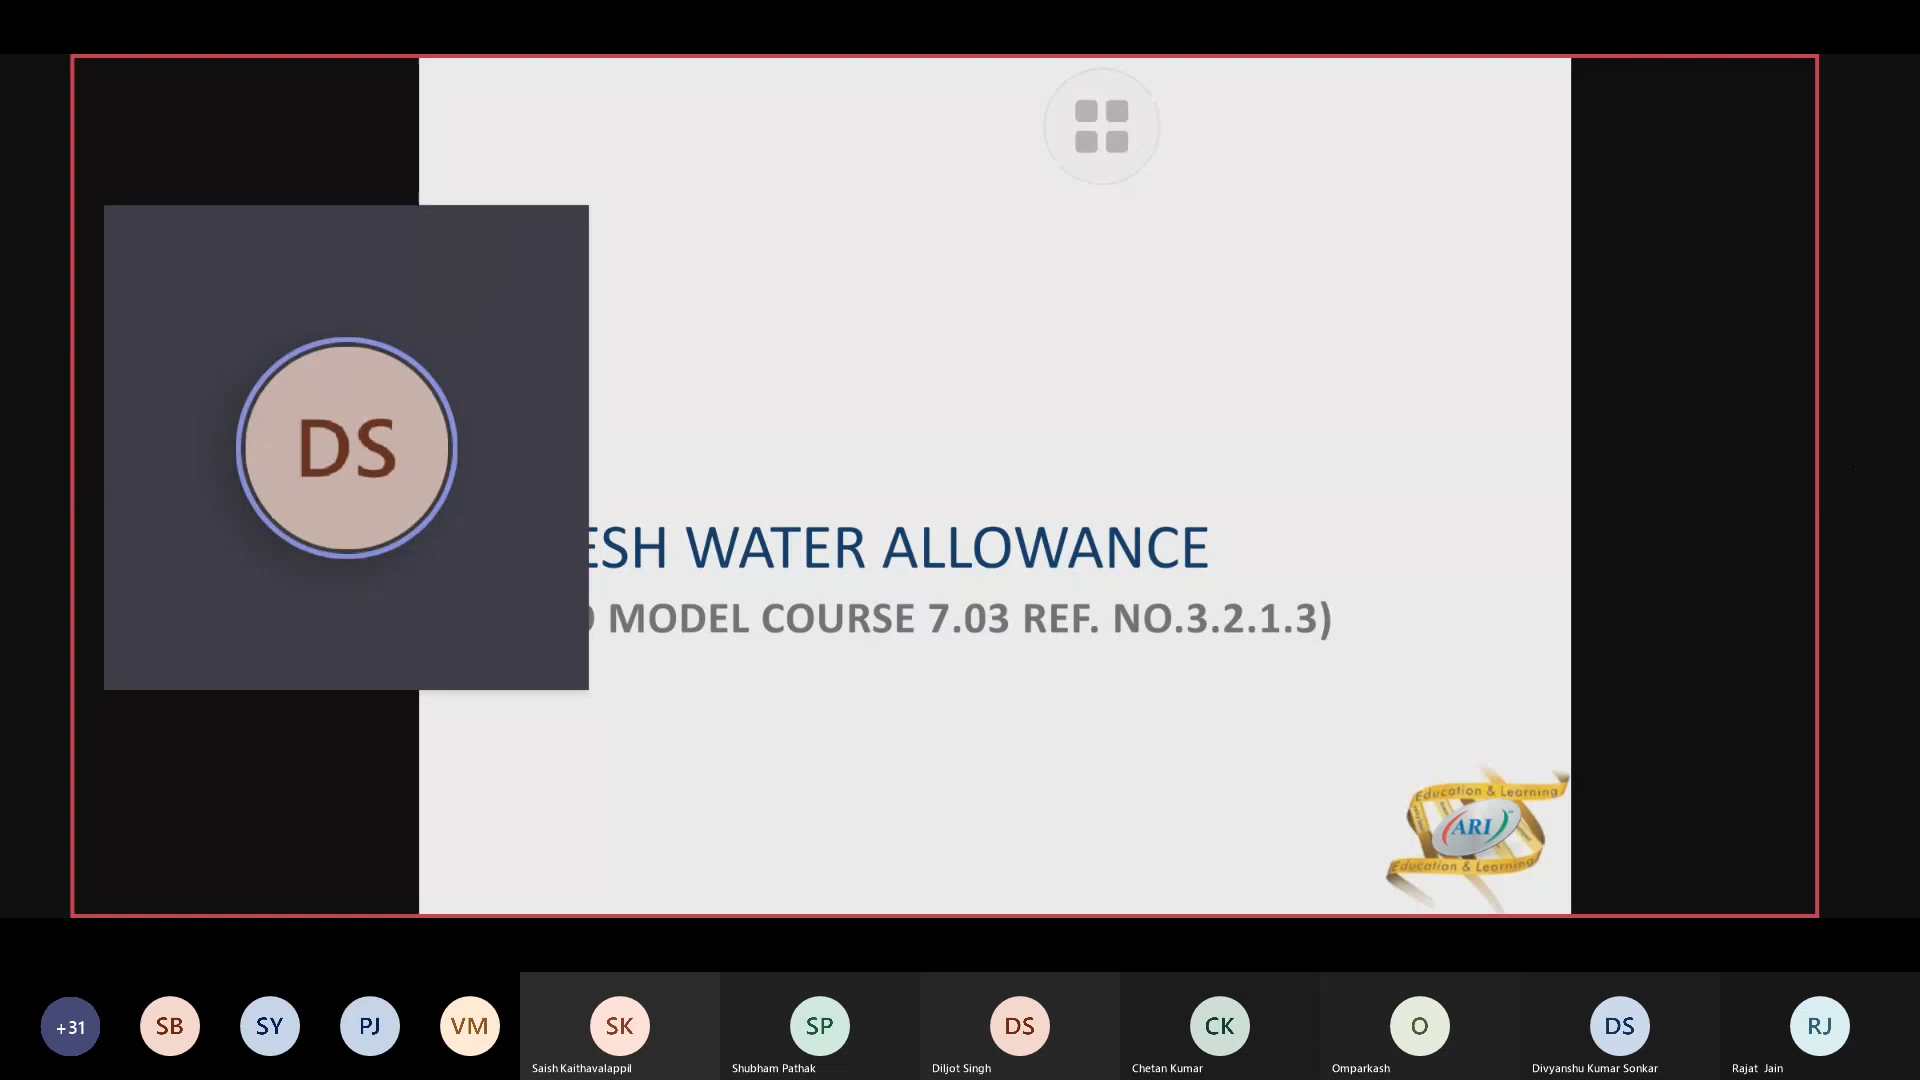 DS
ESH WATER ALLOWANCE
MODEL COURSE 7.03 REF. NO.3.2.1.3)
Education & Learning
ARI
Education & Learning
+31
SB
SY
PJ
VM
SK
SP
DS
CK
O
DS
RJ
Saish Kaithavalappil
Shubham Pathak
Diljot Singh
Chetan Kumar
Omparkash
Divyanshu Kumar Sonkar
Rajat Jain